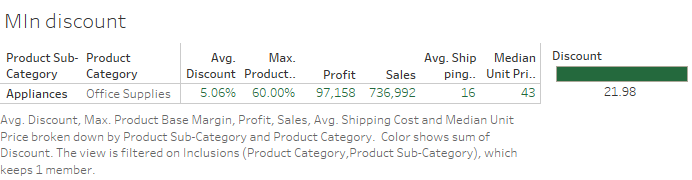 MIn discount
Product Sub- Product Avg. Max. Avg. Ship Median Discount
Category Category Discount Product.. Profit Sales ping.. Unit Pri..
Appliances Office Supplies 5.06% 60.00% 97,158 736,992 16 43 21.98
Avg. Discount, Max. Product Base Margin, Profit, Sales, Avg. Shipping Cost and Median Unit
Price broken down by Product Sub-Category and Product Category. Color shows sum of
Discount. The view is filtered on Inclusions (Product Category,Product Sub-Category), which
keeps 1 member.